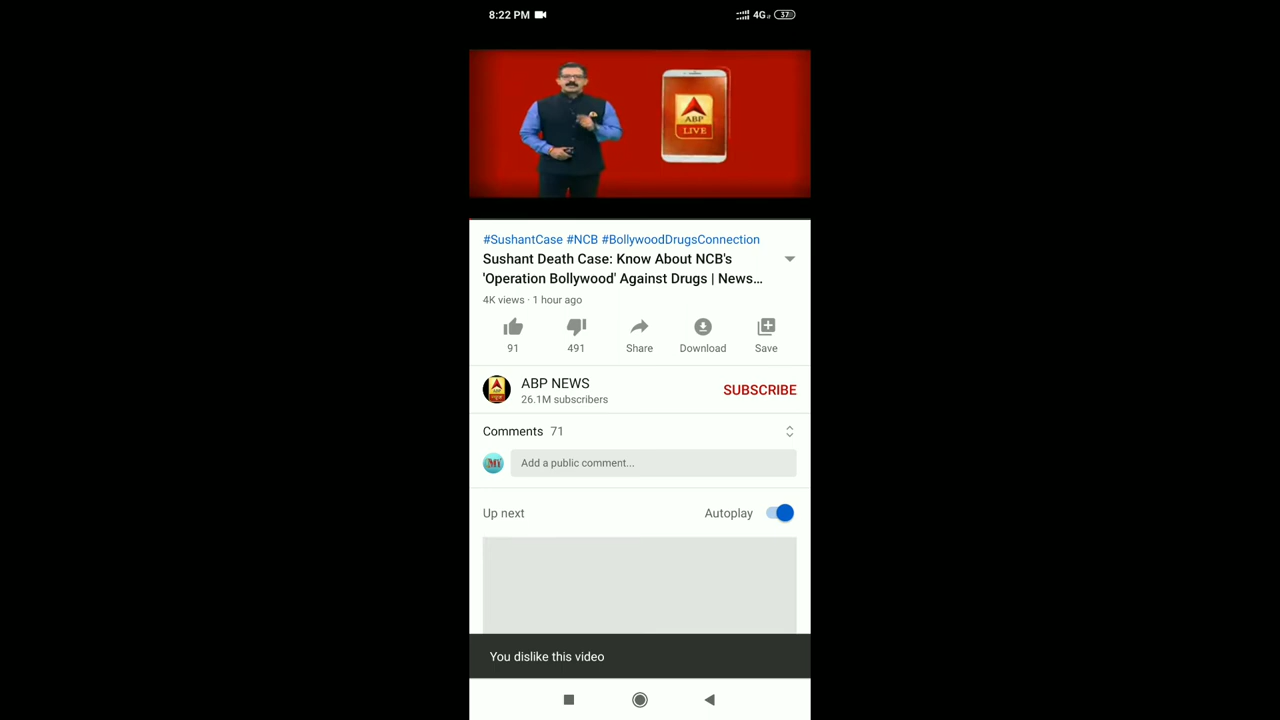 8:22 PM
4G
37
ABP
LIVE
#SushantCase #NCB #BollywoodDrugsConnection
Sushant Death Case: Know About NCB's
'Operation Bollywood' Against Drugs | News...
4K views · 1 hour ago
91
491
Share
Download
Save
ABP NEWS
26.1M subscribers
SUBSCRIBE
Comments 71
Add a public comment...
Up next
Autoplay
You dislike this video